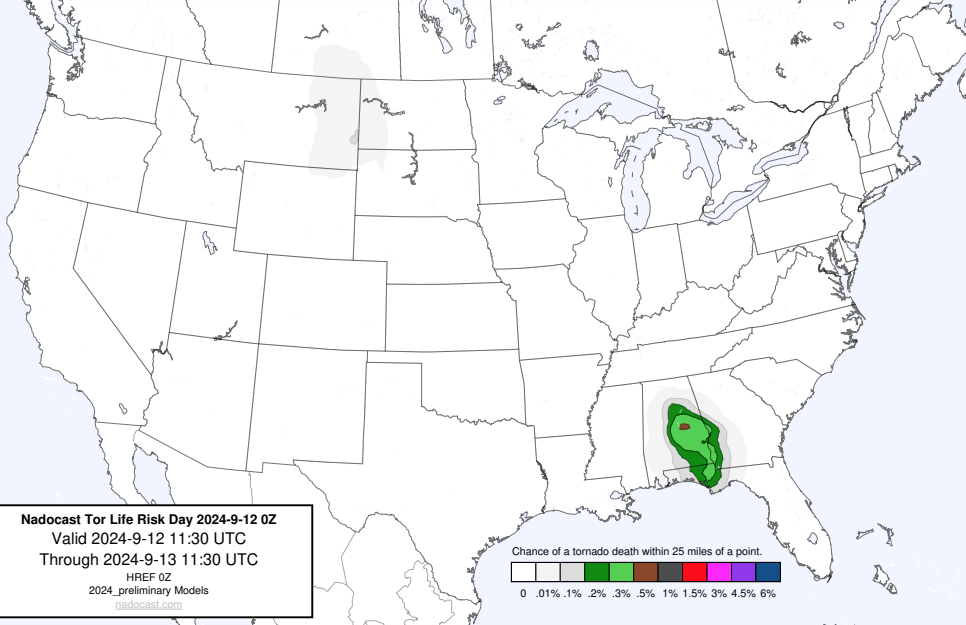 Nadocast Tor Life Risk Day 2024-9-12 0Z
Valid 2024-9-12 11:30 UTC
Through 2024-9-13 11:30 UTC
HREF 0Z
2024_preliminary Models
nadocast.com
Chance of a tornado death within 25 miles of a point.
0 .01% .1% .2% .3% .5% 1% 1.5% 3% 4.5% 6%